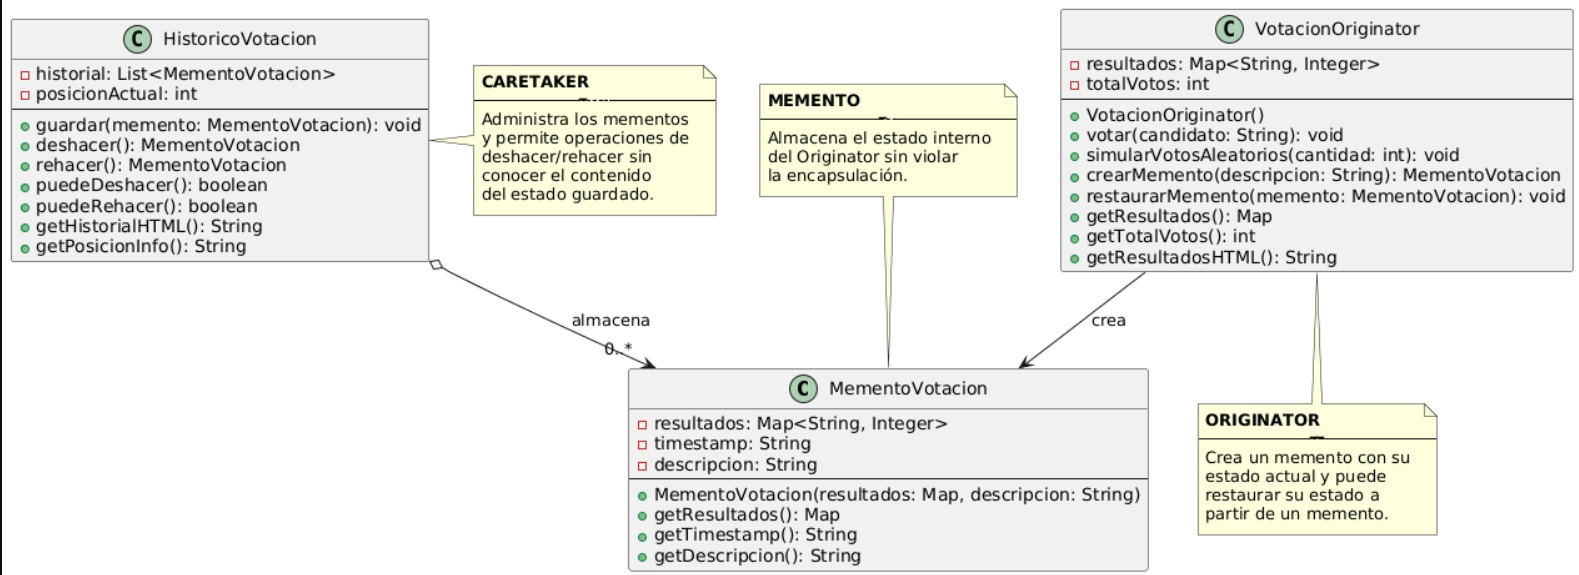 C HistoricoVotacion
historial: List<MementoVotacion>
posicionActual: int
guardar(memento: MementoVotacion): void
deshacer(): MementoVotacion
rehacer(): MementoVotacion
puedeDeshacer(): boolean
puedeRehacer(): boolean
getHistorialHTML(): String
getPosicionInfo(): String
CARETAKER
Administra los mementos
y permite operaciones de
deshacer/rehacer sin
conocer el contenido
del estado guardado.
MEMENTO
Almacena el estado interno
del Originator sin violar
la encapsulación.
C VotacionOriginator
resultados: Map<String, Integer>
totalVotos: int
VotacionOriginator()
votar(candidato: String): void
simularVotosAleatorios(cantidad: int): void
crearMemento(descripcion: String): MementoVotacion
restaurarMemento(memento: MementoVotacion): void
getResultados(): Map
getTotalVotos(): int
getResultadosHTML(): String
almacena
0..*
crea
C MementoVotacion
resultados: Map<String, Integer>
timestamp: String
descripcion: String
MementoVotacion(resultados: Map, descripcion: String)
getResultados(): Map
getTimestamp(): String
getDescripcion(): String
ORIGINATOR
Crea un memento con su
estado actual y puede
restaurar su estado a
partir de un memento.